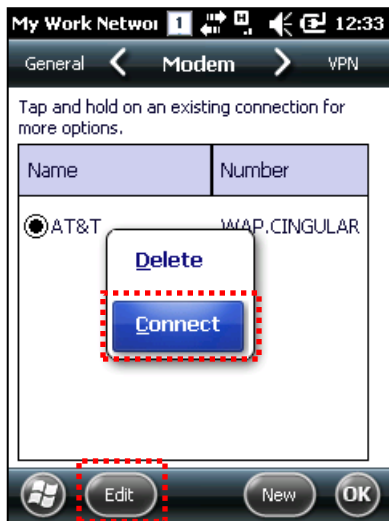 My Work Networ 1 12:33
General Modem VPN
Tap and hold on an existing connection for
more options.
Name Number
AT&T WAP.CINGULAR
Delete
Connect
Edit New OK